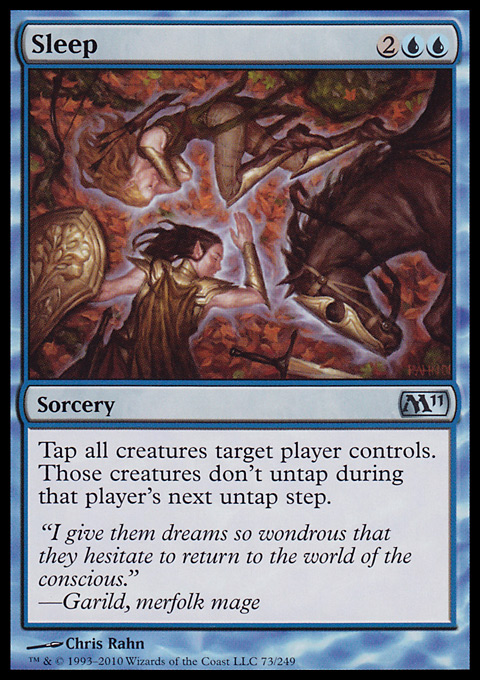 Sleep 2
Sorcery M11
Tap all creatures target player controls.
Those creatures don't untap during
that player's next untap step.
"I give them dreams so wondrous that
they hesitate to return to the world of the
conscious."
—Garild, merfolk mage
Chris Rahn
™ & © 1993–2010 Wizards of the Coast LLC 73/249